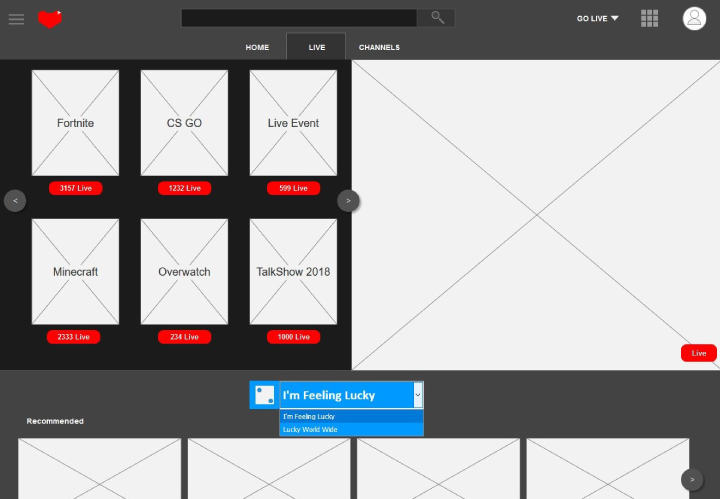 GO LIVE
HOME LIVE CHANNELS
Fortnite CS GO Live Event
3157 Live 1232 Live 599 Live
< >
Minecraft Overwatch TalkShow 2018
2333 Live 234 Live 1000 Live
Live
I'm Feeling Lucky
I'm Feeling Lucky
Lucky World Wide
Recommended
>